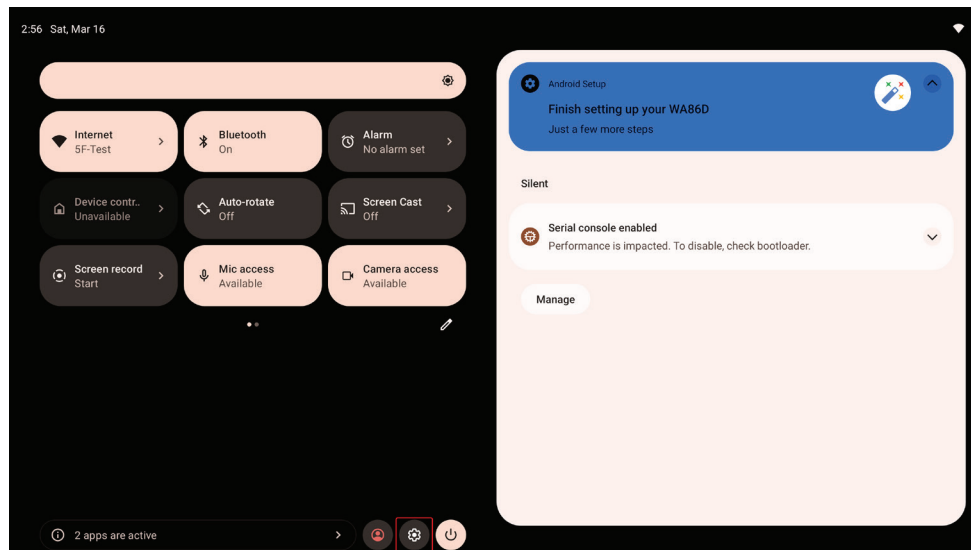 2:56 Sat, Mar 16
Internet
5F-Test
Bluetooth
On
Alarm
No alarm set
Device contr..
Unavailable
Auto-rotate
Off
Screen Cast
Off
Screen record
Start
Mic access
Available
Camera access
Available
2 apps are active
Android Setup
Finish setting up your WA86D
Just a few more steps
Silent
Serial console enabled
Performance is impacted. To disable, check bootloader.
Manage